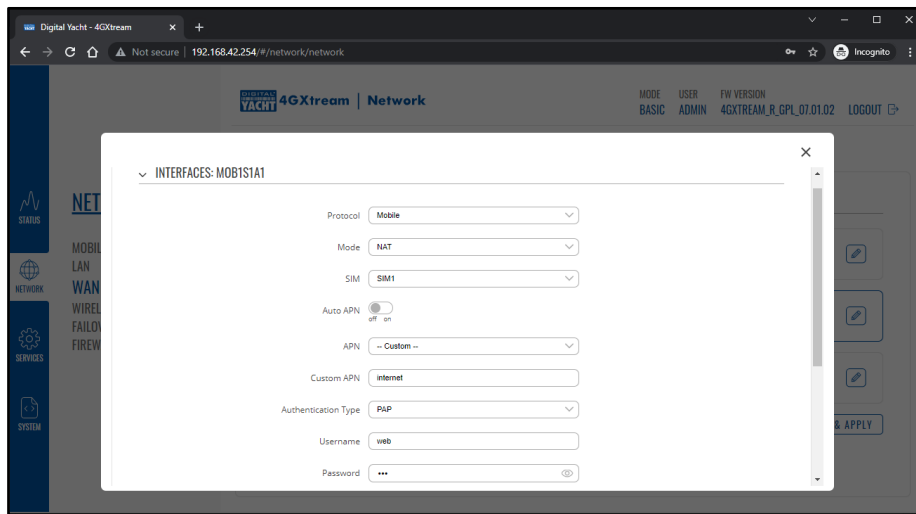 Digital Yacht - 4GXtream
Not secure | 192.168.42.254/#/network/network
Incognito
DIGITAL YACHT 4GXtream | Network
MODE USER FW VERSION
BASIC ADMIN 4GXTREAM_R_GPL_07.01.02 LOGOUT
INTERFACES: MOB1S1A1
Protocol Mobile
Mode NAT
SIM SIM1
Auto APN off on
APN -- Custom --
Custom APN internet
Authentication Type PAP
Username web
Password •••
STATUS
NETWORK
SERVICES
SYSTEM
NET
MOBIL
LAN
WAN
WIREL
FAILOV
FIREW
& APPLY